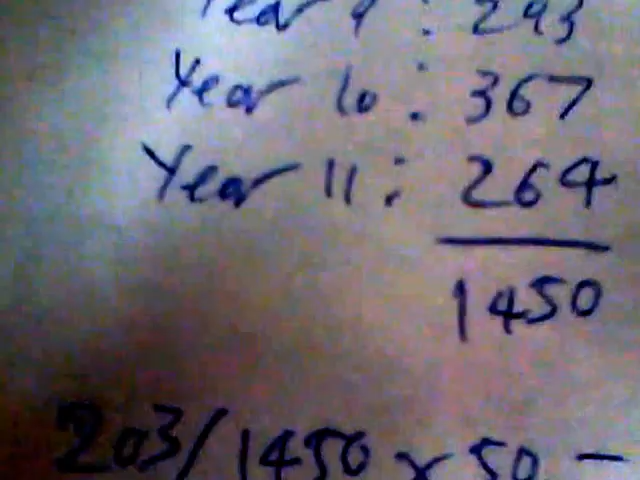 Year 9 : 293
Year 10 : 367
Year 11 : 264
1450
203/1450 x 50 =